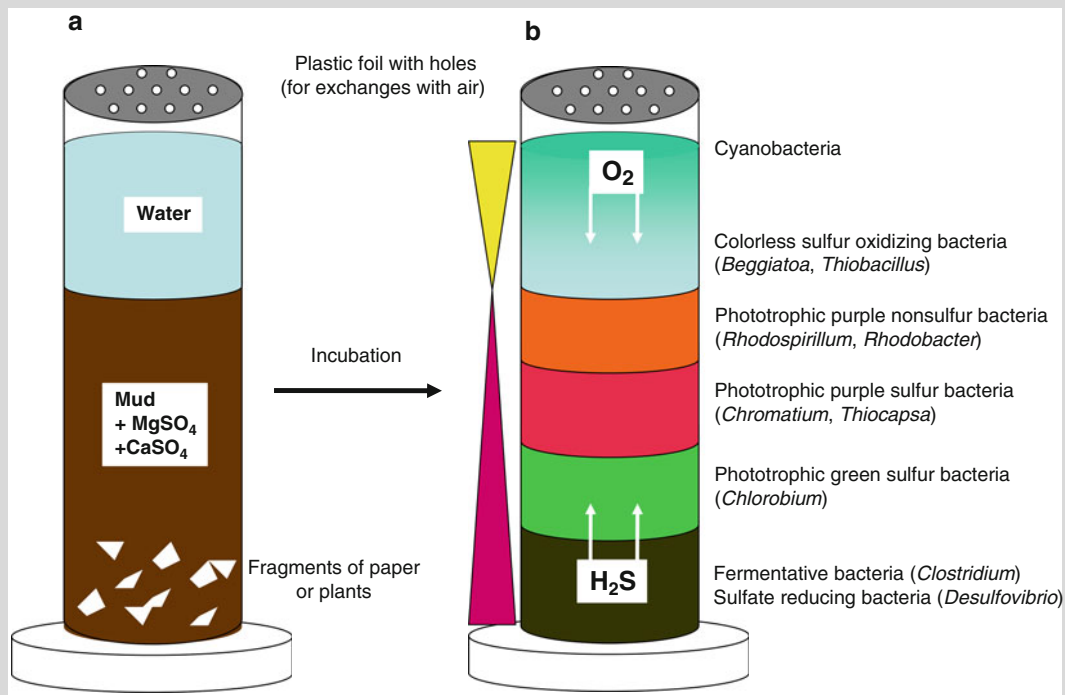 a
b
Plastic foil with holes
(for exchanges with air)
Water
Mud
+ MgSO4
+CaSO4
Fragments of paper
or plants
Incubation
O2
H2S
Cyanobacteria
Colorless sulfur oxidizing bacteria
(Beggiatoa, Thiobacillus)
Phototrophic purple nonsulfur bacteria
(Rhodospirillum, Rhodobacter)
Phototrophic purple sulfur bacteria
(Chromatium, Thiocapsa)
Phototrophic green sulfur bacteria
(Chlorobium)
Fermentative bacteria (Clostridium)
Sulfate reducing bacteria (Desulfovibrio)